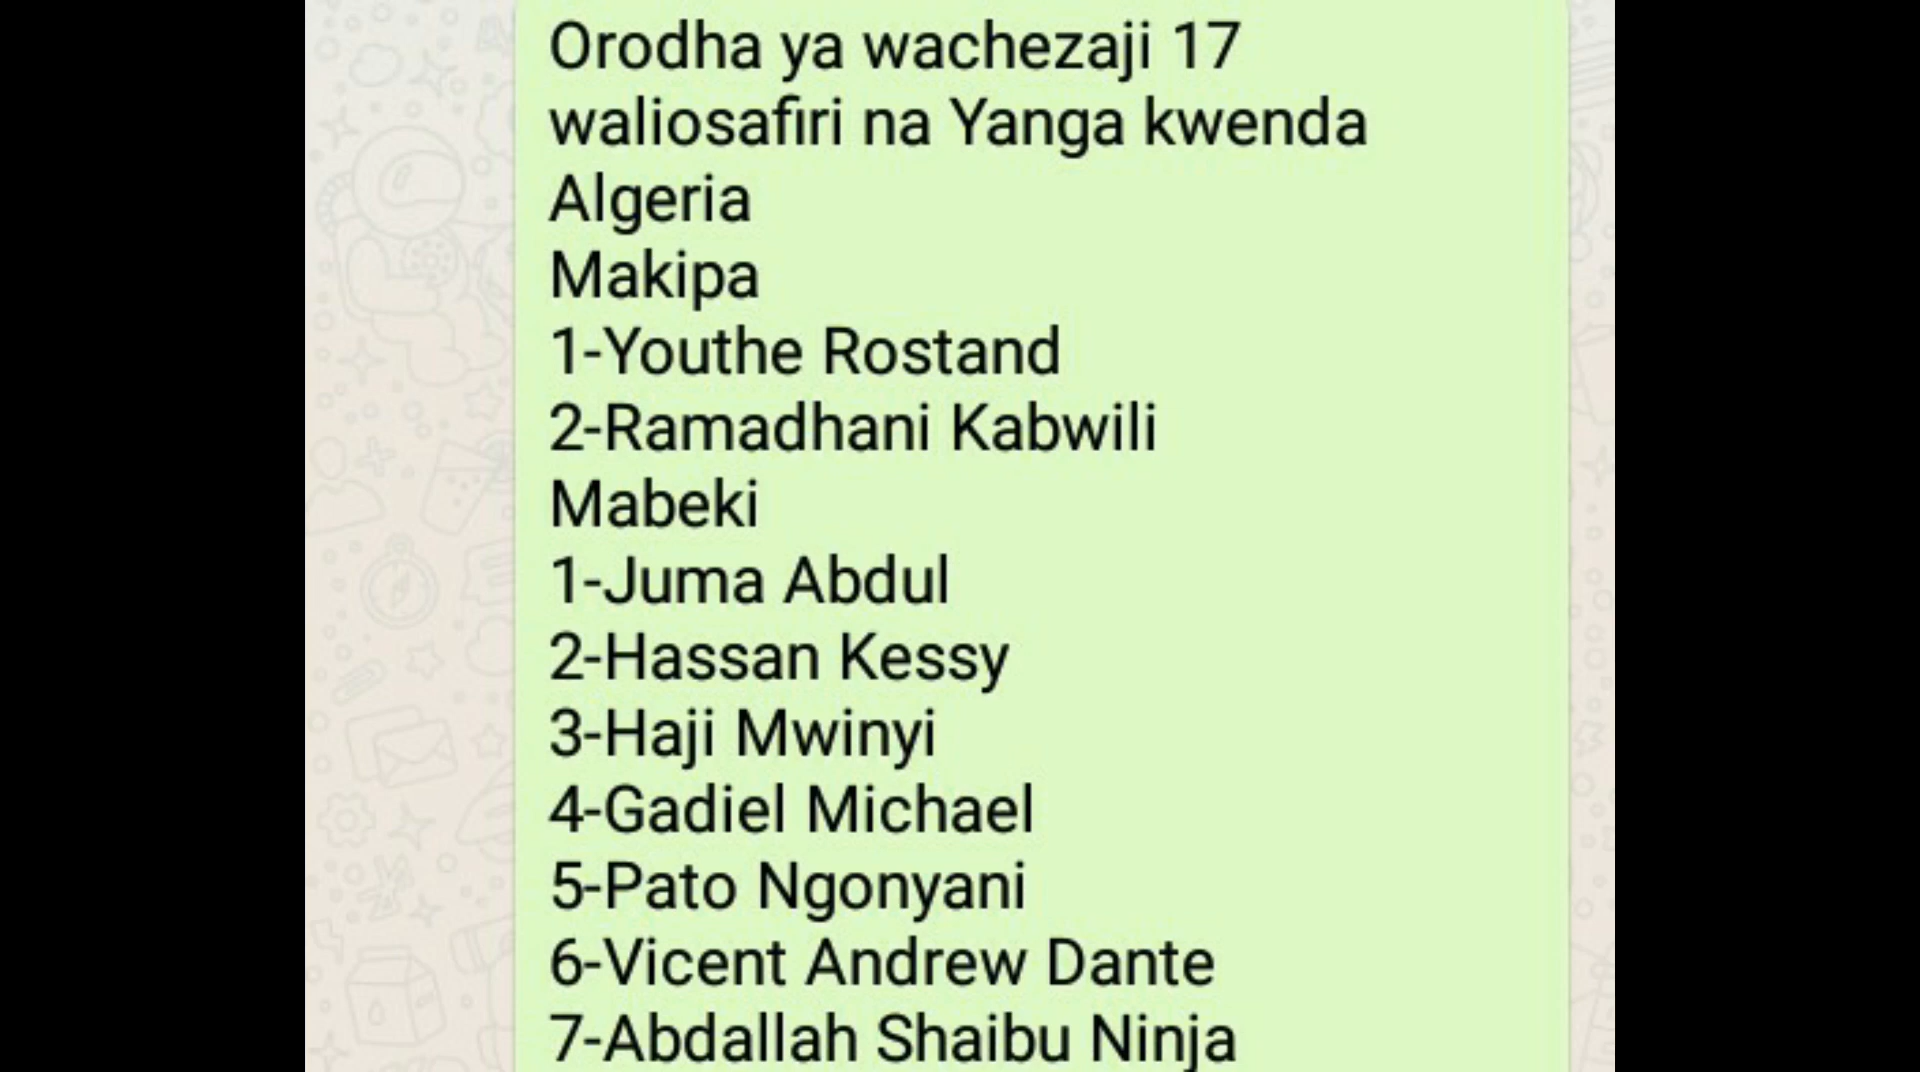 Orodha ya wachezaji 17
waliosafiri na Yanga kwenda
Algeria
Makipa
1-Youthe Rostand
2-Ramadhani Kabwili
Mabeki
1-Juma Abdul
2-Hassan Kessy
3-Haji Mwinyi
4-Gadiel Michael
5-Pato Ngonyani
6-Vicent Andrew Dante
7-Abdallah Shaibu Ninja